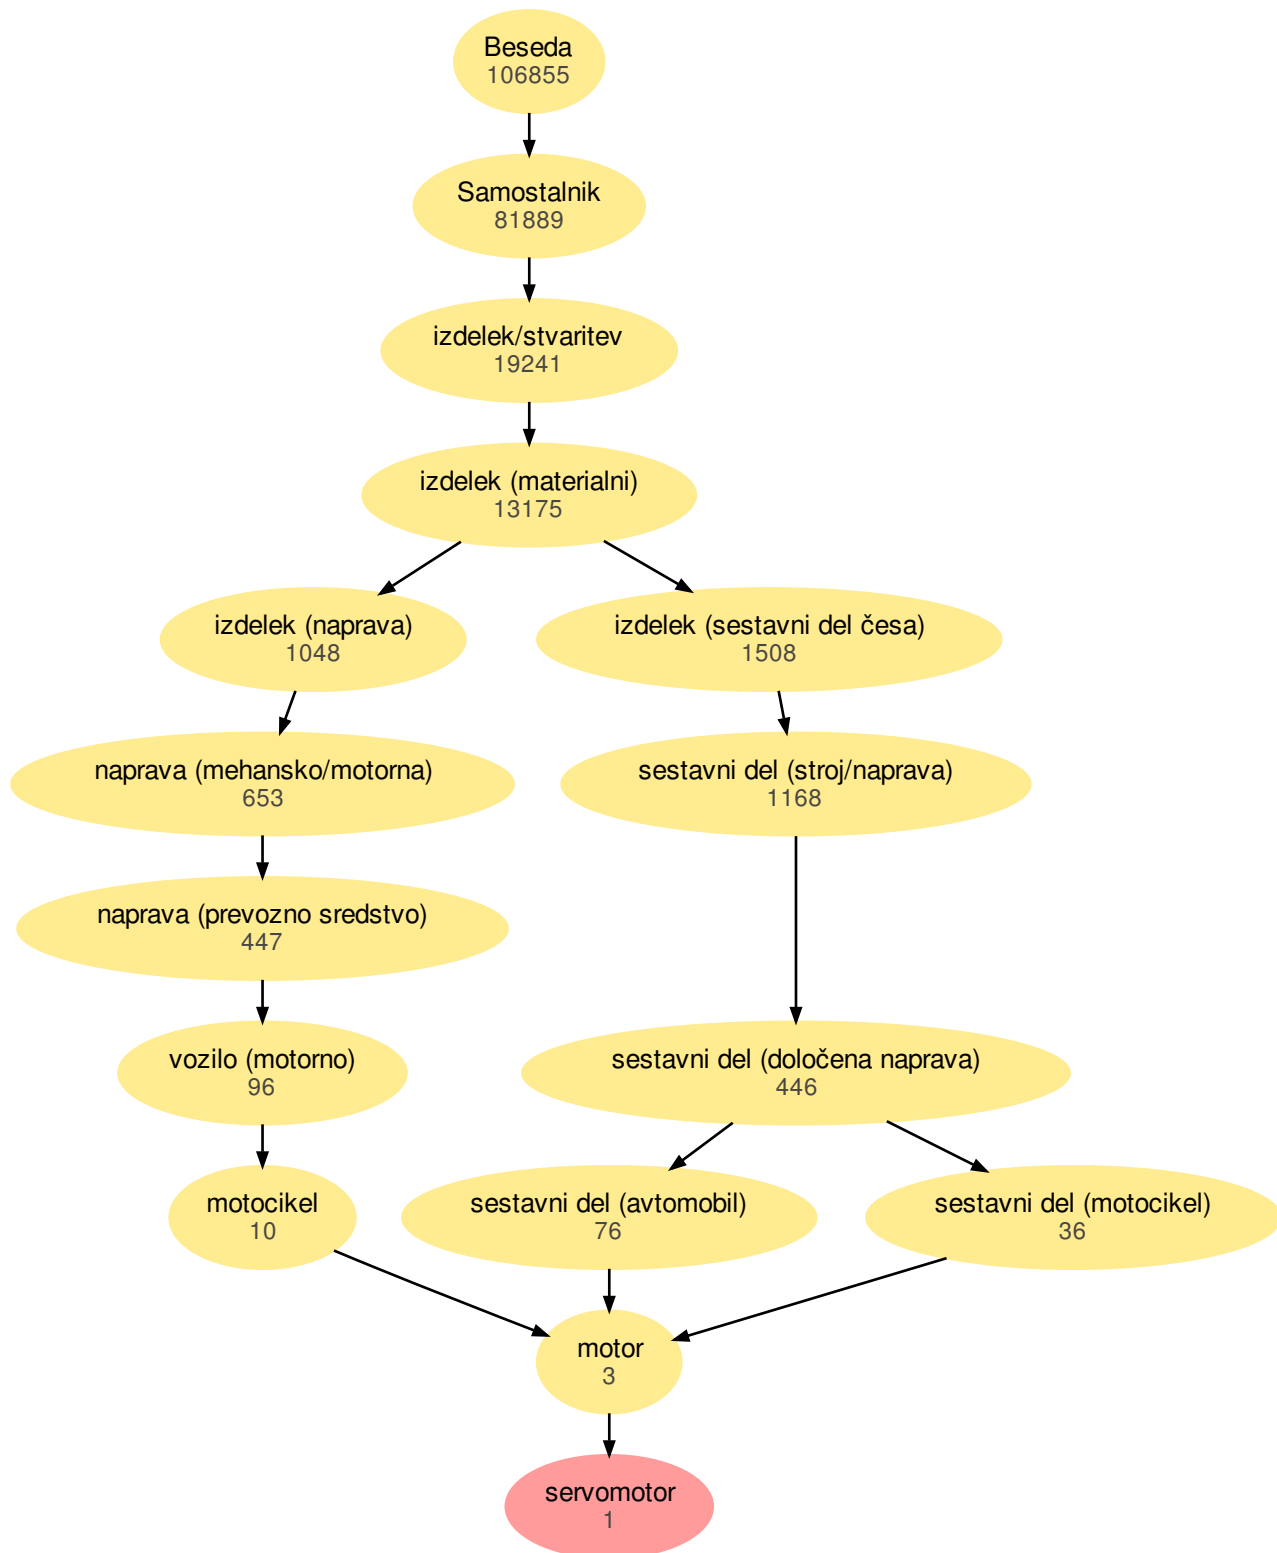 Beseda
106855
Samostalnik
81889
izdelek/stvaritev
19241
izdelek (materialni)
13175
izdelek (naprava)
1048
izdelek (sestavni del česa)
1508
naprava (mehansko/motorna)
653
sestavni del (stroj/naprava)
1168
naprava (prevozno sredstvo)
447
vozilo (motorno)
96
sestavni del (določena naprava)
446
motocikel
10
sestavni del (avtomobil)
76
sestavni del (motocikel)
36
motor
3
servomotor
1